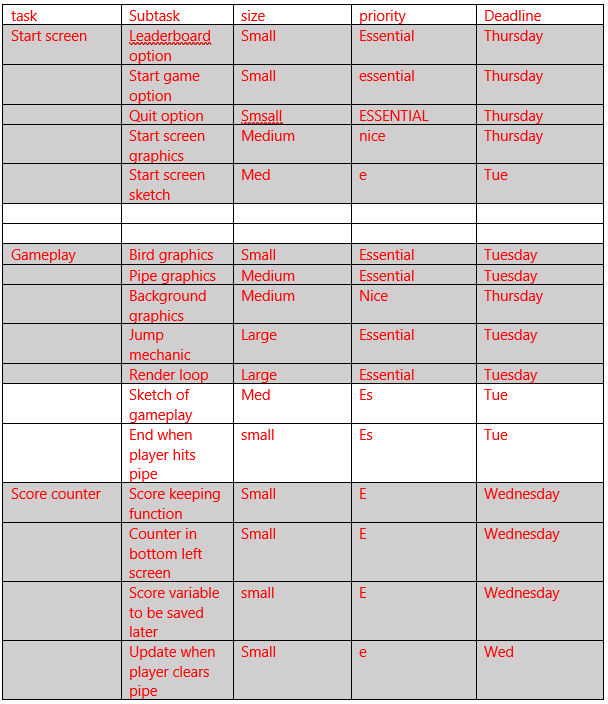 task Subtask size priority Deadline
Start screen Leaderboard Small Essential Thursday
option
Start game Small essential Thursday
option
Quit option Smsall ESSENTIAL Thursday
Start screen Medium nice Thursday
graphics
Start screen Med e Tue
sketch
Gameplay Bird graphics Small Essential Tuesday
Pipe graphics Medium Essential Tuesday
Background Medium Nice Thursday
graphics
Jump Large Essential Tuesday
mechanic
Render loop Large Essential Tuesday
Sketch of Med Es Tue
gameplay
End when small Es Tue
player hits
pipe
Score counter Score keeping Small E Wednesday
function
Counter in Small E Wednesday
bottom left
screen
Score variable small E Wednesday
to be saved
later
Update when Small e Wed
player clears
pipe